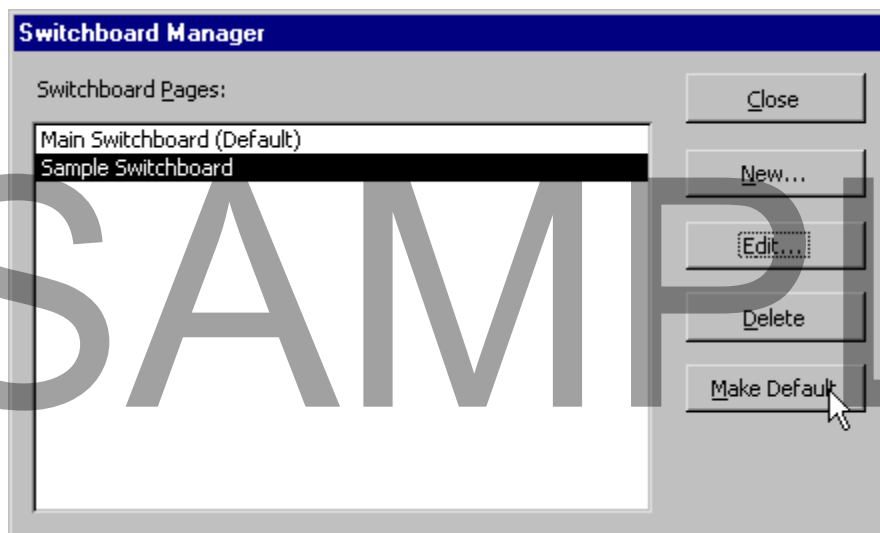 Switchboard Manager
Switchboard Pages:
Main Switchboard (Default)
Sample Switchboard
Close
New...
Edit...
Delete
Make Default
SAMPL